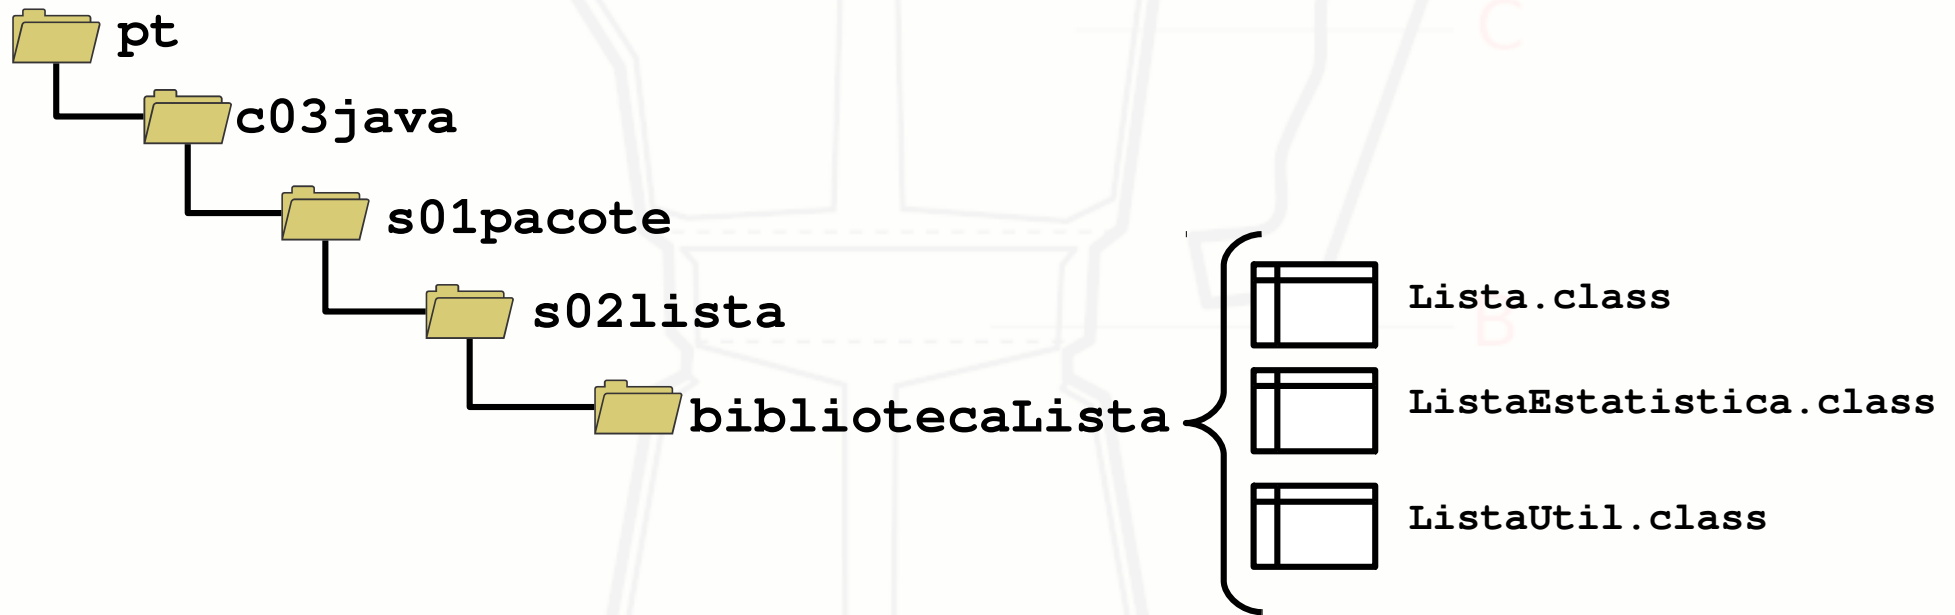 pt
c03java
s01pacote
s02lista
bibliotecaLista
Lista.class
ListaEstatistica.class
ListaUtil.class
C
B